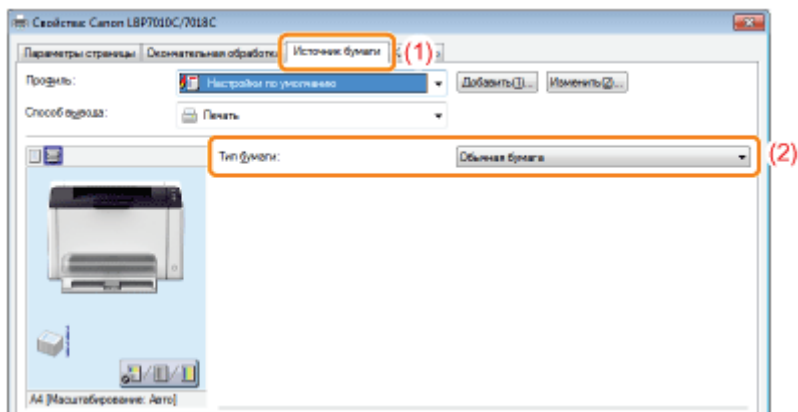 Свойства: Canon LBP7010C/7018C
Параметры страницы Окончательная обработка Источник бумаги (1)
Профиль: Настройки по умолчанию Добавить(1)... Изменить(2)...
Способ вывода: Печать
Тип бумаги: Обычная бумага (2)
A4 [Масштабирование: Авто]